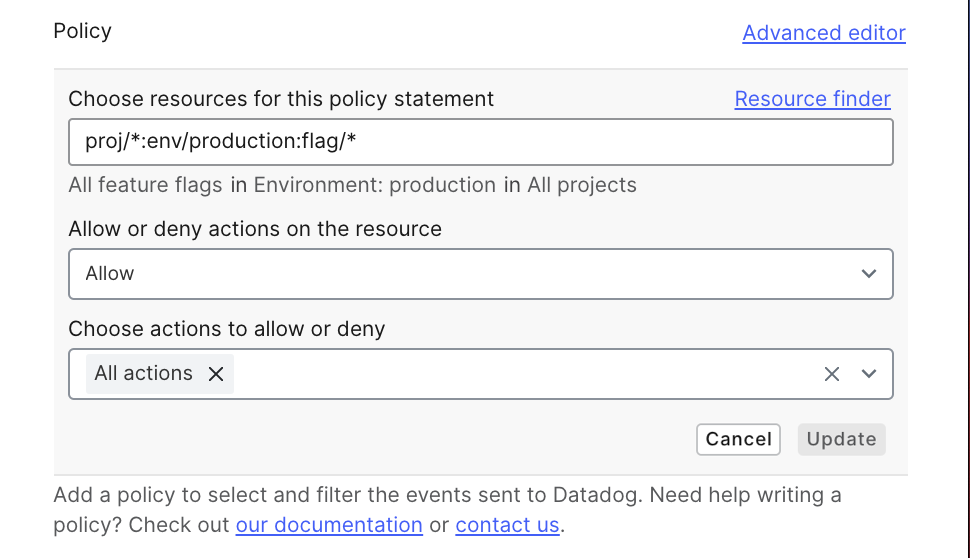 Policy
Advanced editor
Choose resources for this policy statement
Resource finder
proj/*:env/production:flag/*
All feature flags in Environment: production in All projects
Allow or deny actions on the resource
Allow
Choose actions to allow or deny
All actions
Cancel
Update
Add a policy to select and filter the events sent to Datadog. Need help writing a
policy? Check out our documentation or contact us.